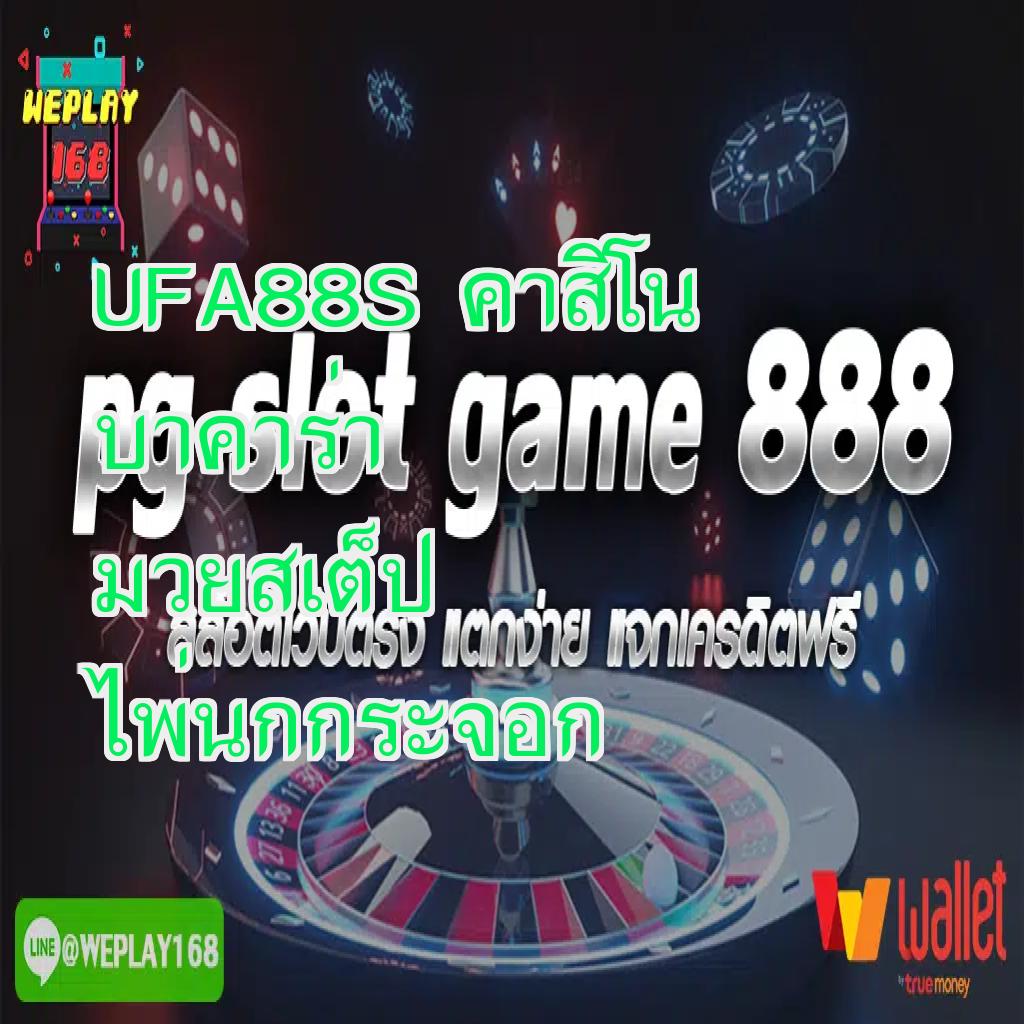 WEPLAY
168
UFA88S คาสิโน
pg slot game 888
บาคาร่า
มวยสเต็ป
สล็อตเว็บตรง แตกง่าย แจกเครดิตฟรี
ไพ่นกกระจอก
LINE @WEPLAY168
wallet
by truemoney